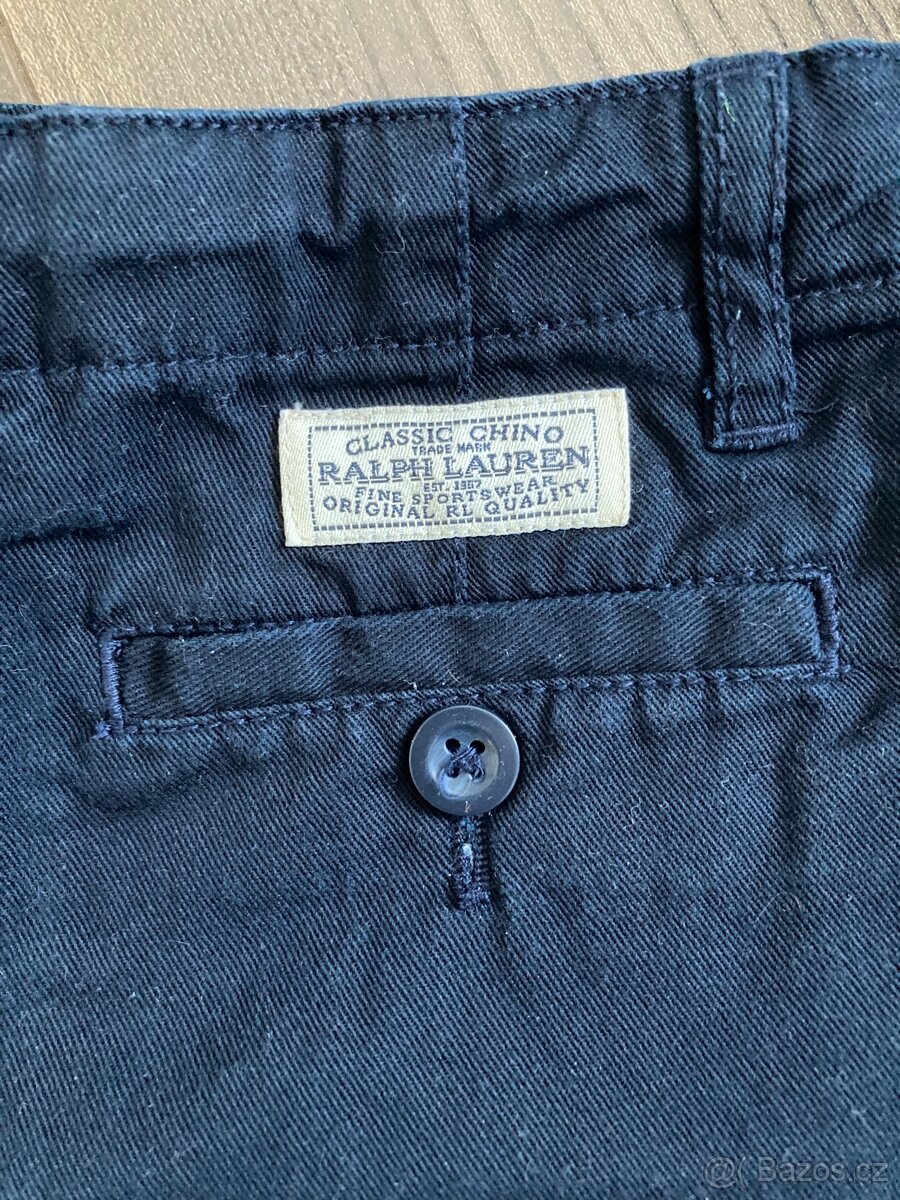 CLASSIC CHINO
TRADE MARK
RALPH LAUREN
EST. 1967
FINE SPORTSWEAR
ORIGINAL RL QUALITY
@( Bazos.cz